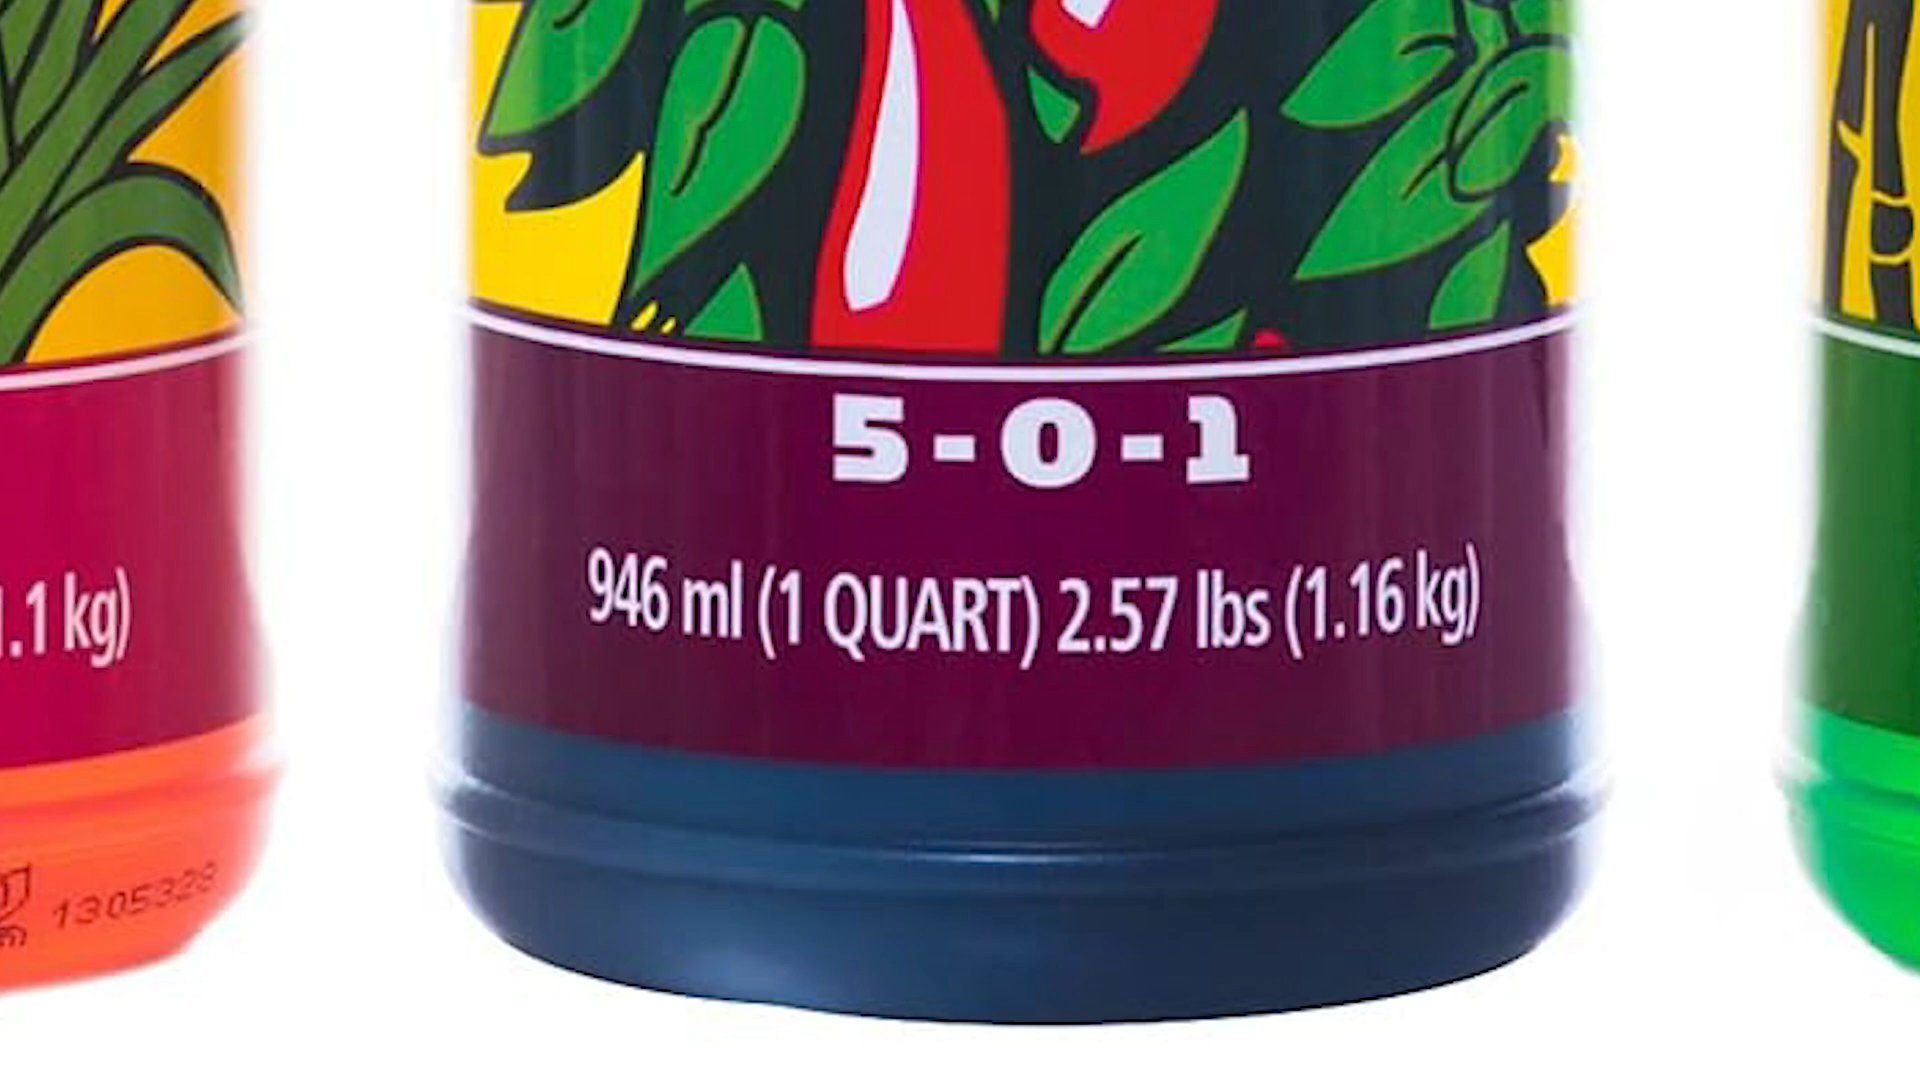 5-0-1
946 ml (1 QUART) 2.57 lbs (1.16 kg)
.1 kg)
1305328